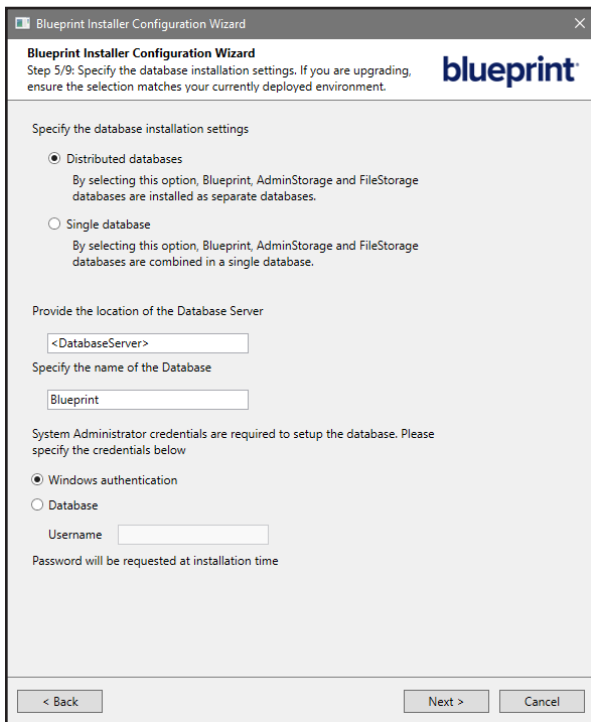 Blueprint Installer Configuration Wizard
Blueprint Installer Configuration Wizard
Step 5/9: Specify the database installation settings. If you are upgrading,
ensure the selection matches your currently deployed environment.
blueprint
Specify the database installation settings
Distributed databases
By selecting this option, Blueprint, AdminStorage and FileStorage
databases are installed as separate databases.
Single database
By selecting this option, Blueprint, AdminStorage and FileStorage
databases are combined in a single database.
Provide the location of the Database Server
<DatabaseServer>
Specify the name of the Database
Blueprint
System Administrator credentials are required to setup the database. Please
specify the credentials below
Windows authentication
Database
Username
Password will be requested at installation time
< Back
Next >
Cancel